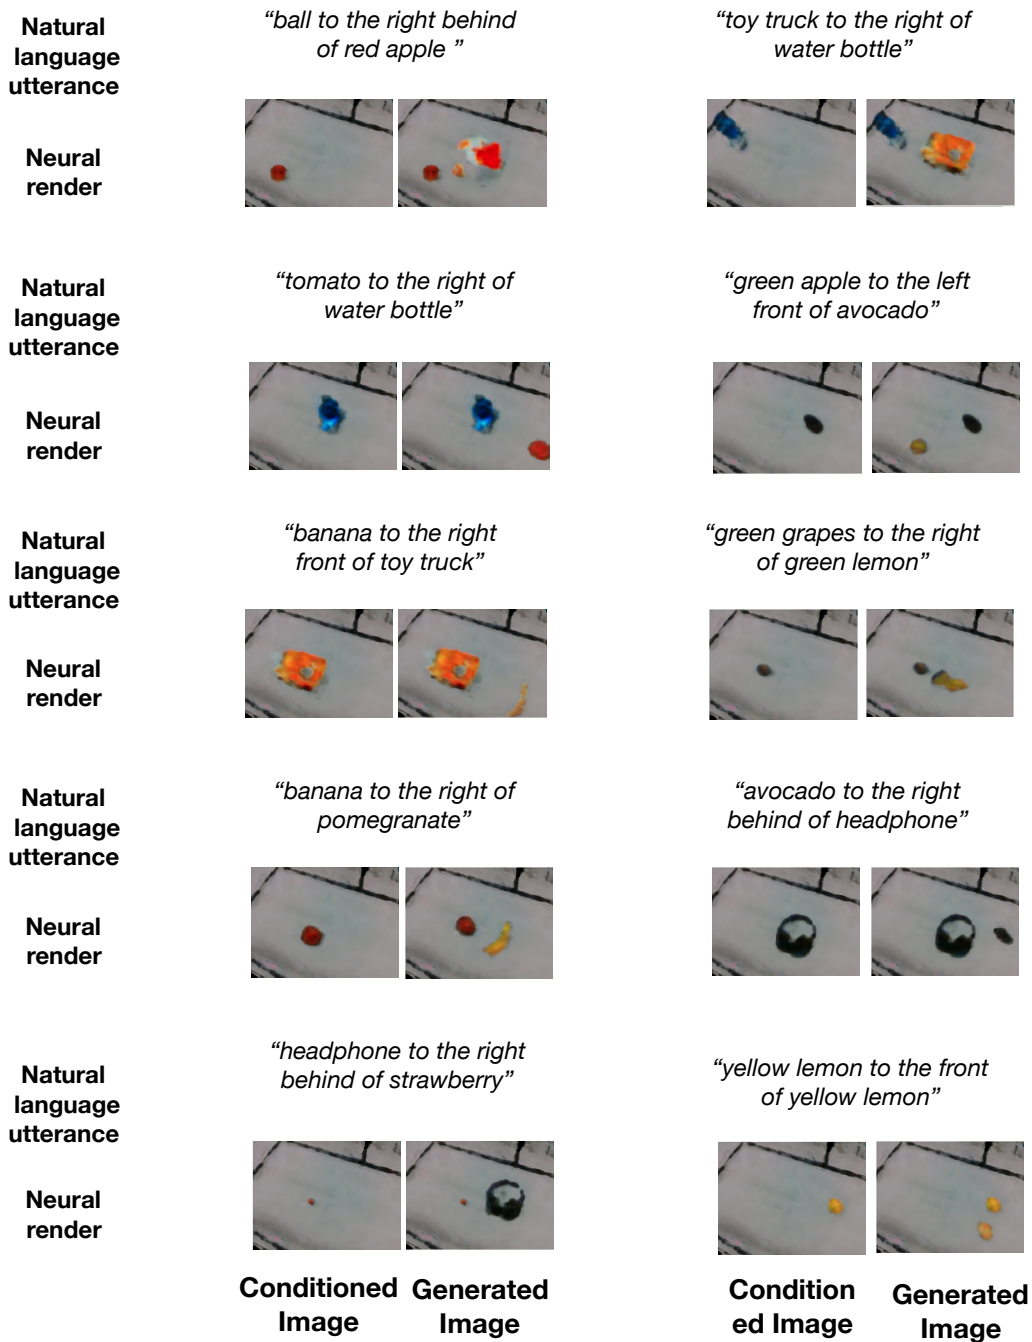 Natural
language
utterance
“ball to the right behind
of red apple ”
“toy truck to the right of
water bottle”
Neural
render
Natural
language
utterance
“tomato to the right of
water bottle”
“green apple to the left
front of avocado”
Neural
render
Natural
language
utterance
“banana to the right
front of toy truck”
“green grapes to the right
of green lemon”
Neural
render
Natural
language
utterance
“banana to the right of
pomegranate”
“avocado to the right
behind of headphone”
Neural
render
Natural
language
utterance
“headphone to the right
behind of strawberry”
“yellow lemon to the front
of yellow lemon”
Neural
render
Conditioned
Image
Generated
Image
Condition
ed Image
Generated
Image